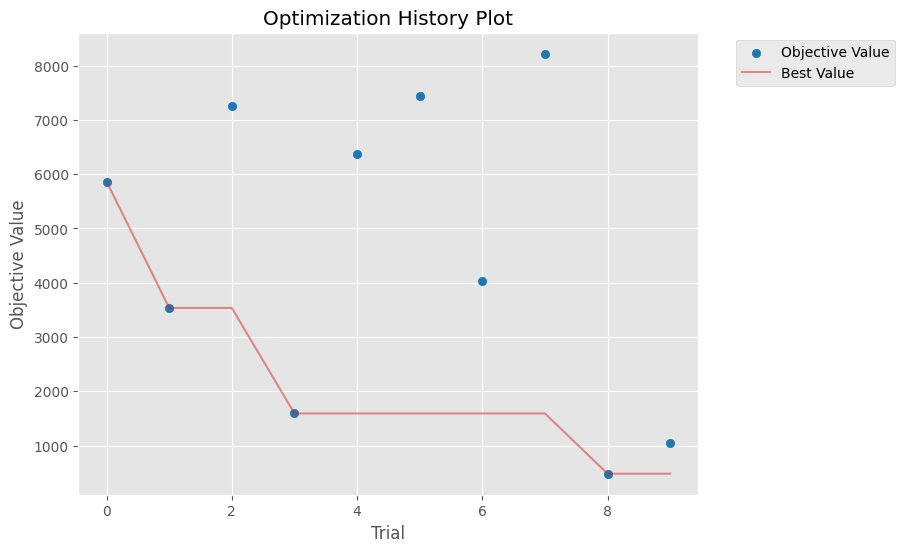 Optimization History Plot
Objective Value
Best Value
Objective Value
8000
7000
6000
5000
4000
3000
2000
1000
0 2 4 6 8
Trial